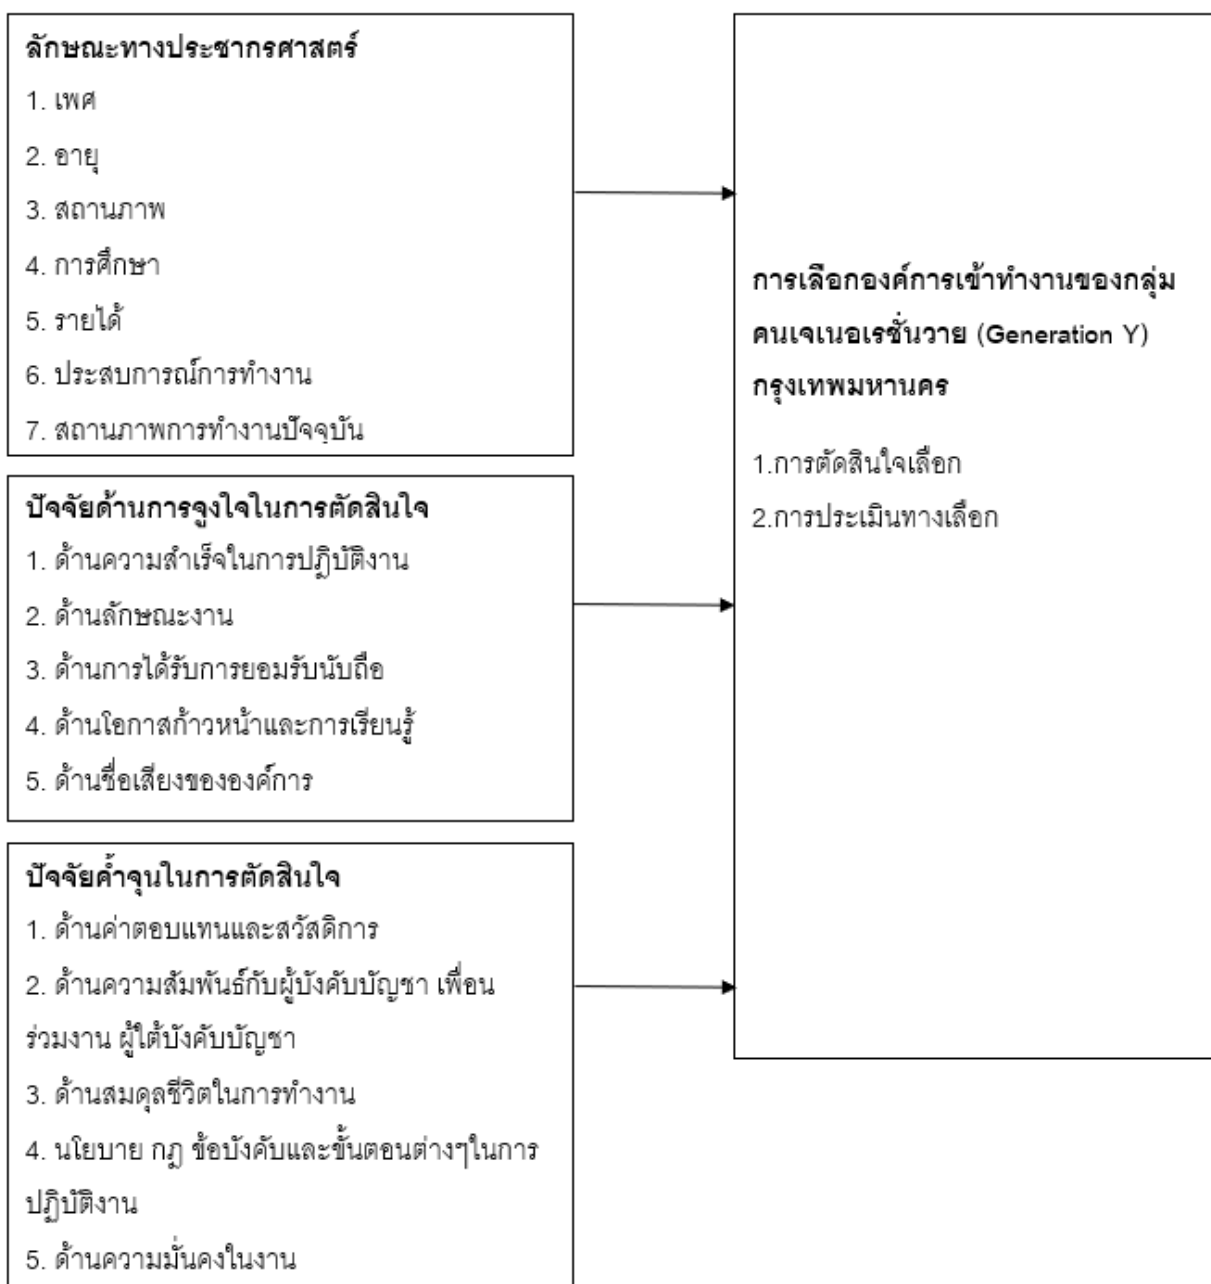 ลักษณะทางประชากรศาสตร์
1. เพศ
2. อายุ
3. สถานภาพ
4. การศึกษา
5. รายได้
6. ประสบการณ์การทำงาน
7. สถานภาพการทำงานปัจจุบัน
ปัจจัยด้านการจูงใจในการตัดสินใจ
1. ด้านความสำเร็จในการปฏิบัติงาน
2. ด้านลักษณะงาน
3. ด้านการได้รับการยอมรับนับถือ
4. ด้านโอกาสก้าวหน้าและการเรียนรู้
5. ด้านชื่อเสียงขององค์การ
ปัจจัยค้ำจุนในการตัดสินใจ
1. ด้านค่าตอบแทนและสวัสดิการ
2. ด้านความสัมพันธ์กับผู้บังคับบัญชา เพื่อน
ร่วมงาน ผู้ใต้บังคับบัญชา
3. ด้านสมดุลชีวิตในการทำงาน
4. นโยบาย กฎ ข้อบังคับและขั้นตอนต่างๆในการ
ปฏิบัติงาน
5. ด้านความมั่นคงในงาน
การเลือกองค์การเข้าทำงานของกลุ่ม
คนเจเนอเรชั่นวาย (Generation Y)
กรุงเทพมหานคร
1.การตัดสินใจเลือก
2.การประเมินทางเลือก